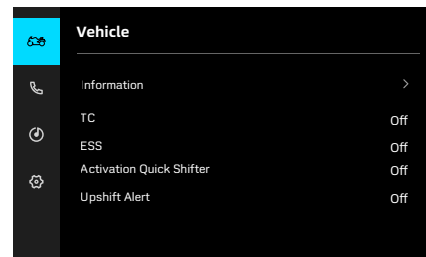 Vehicle
Information
TC Off
ESS Off
Activation Quick Shifter Off
Upshift Alert Off